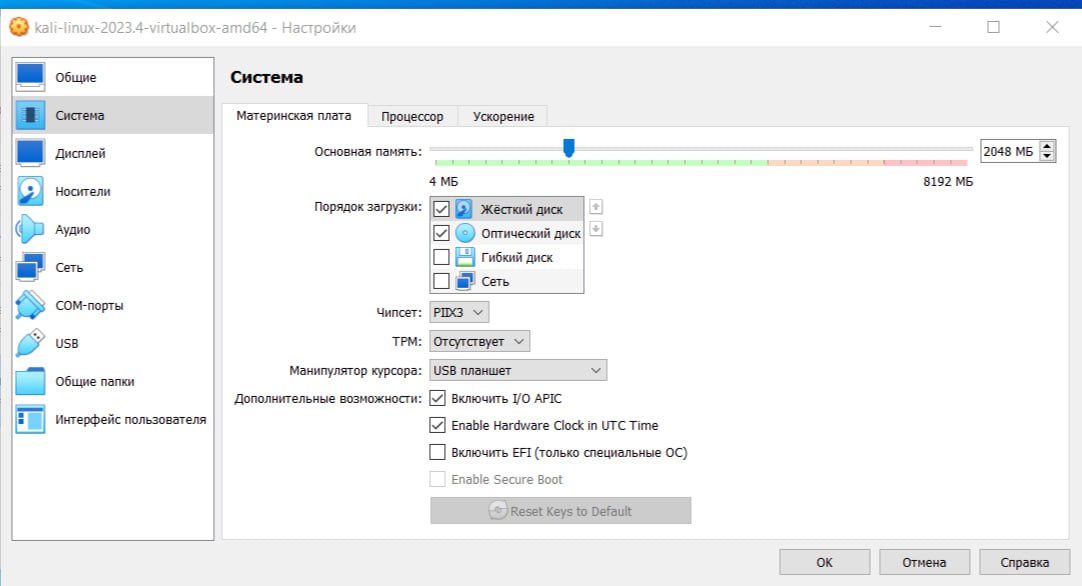 kali-linux-2023.4-virtualbox-amd64 - Настройки
Общие
Система
Дисплей
Носители
Аудио
Сеть
COM-порты
USB
Общие папки
Интерфейс пользователя
Система
Материнская плата Процессор Ускорение
Основная память: 2048 МБ
4 МБ 8192 МБ
Порядок загрузки: Жёсткий диск
Оптический диск
Гибкий диск
Сеть
Чипсет: PIIX3
TPM: Отсутствует
Манипулятор курсора: USB планшет
Дополнительные возможности: Включить I/O APIC
Enable Hardware Clock in UTC Time
Включить EFI (только специальные ОС)
Enable Secure Boot
Reset Keys to Default
OK Отмена Справка